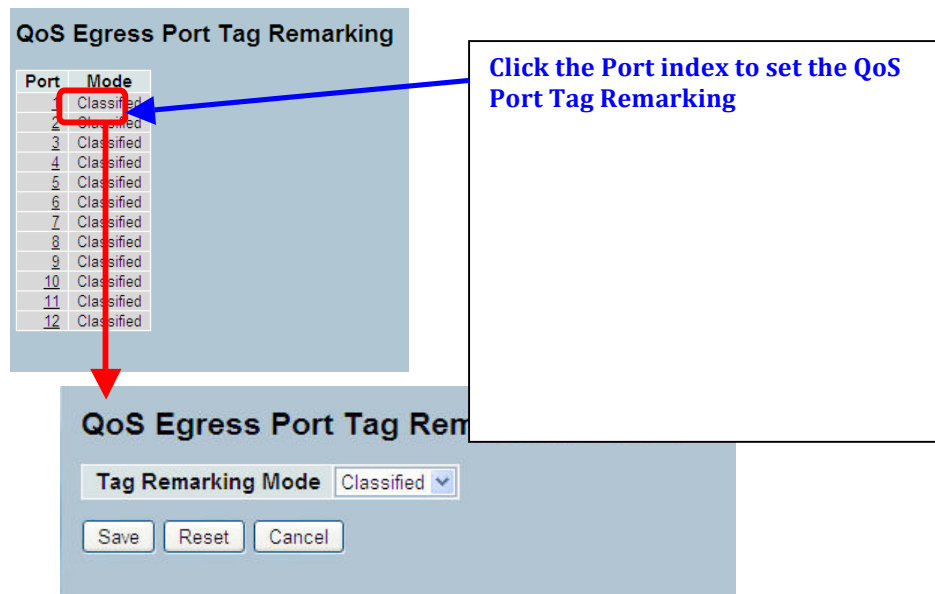 QoS Egress Port Tag Remarking
Click the Port index to set the QoS
Port Tag Remarking
Port Mode
1 Classified
2 Classified
3 Classified
4 Classified
5 Classified
6 Classified
7 Classified
8 Classified
9 Classified
10 Classified
11 Classified
12 Classified
QoS Egress Port Tag Rem
Tag Remarking Mode Classified
Save Reset Cancel